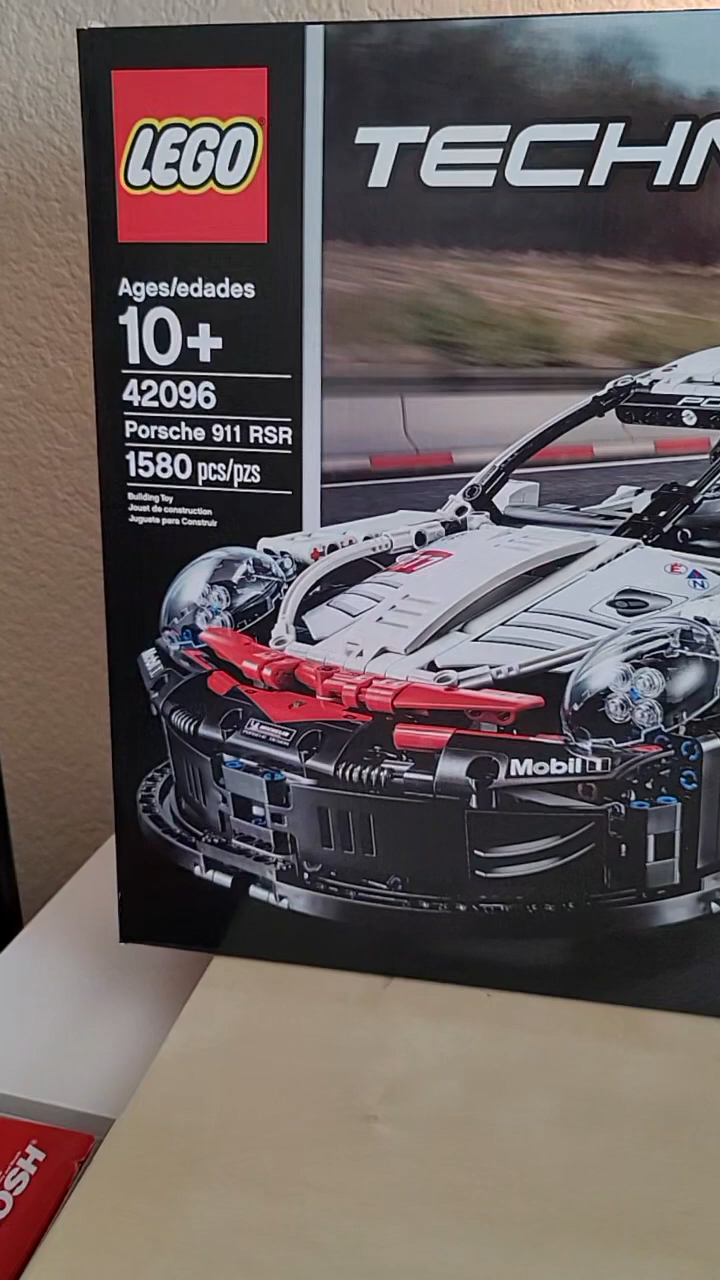 LEGO
TECHN
Ages/edades
10+
42096
Porsche 911 RSR
1580 pcs/pzs
Building Toy
Jouet de construction
Juguete para Construir
Mobil 1
OSH